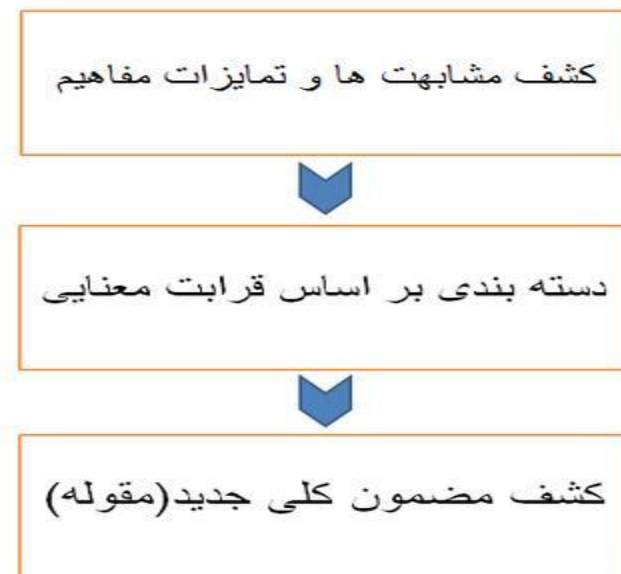 کشف مشابهت ها و تمایزات مفاهیم
دسته بندی بر اساس قرابت معنایی
کشف مضمون کلی جدید(مقوله)